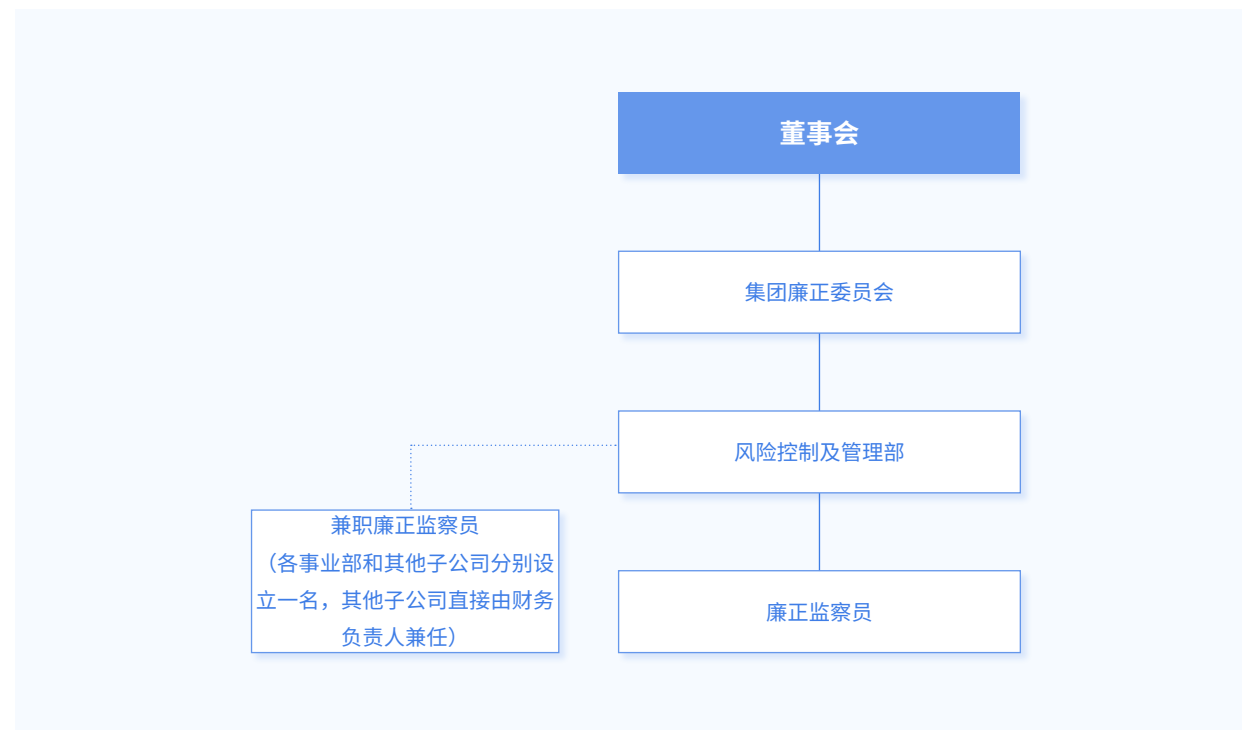 董事会
集团廉正委员会
风险控制及管理部
兼职廉正监察员
（各事业部和其他子公司分别设
立一名，其他子公司直接由财务
负责人兼任）
廉正监察员